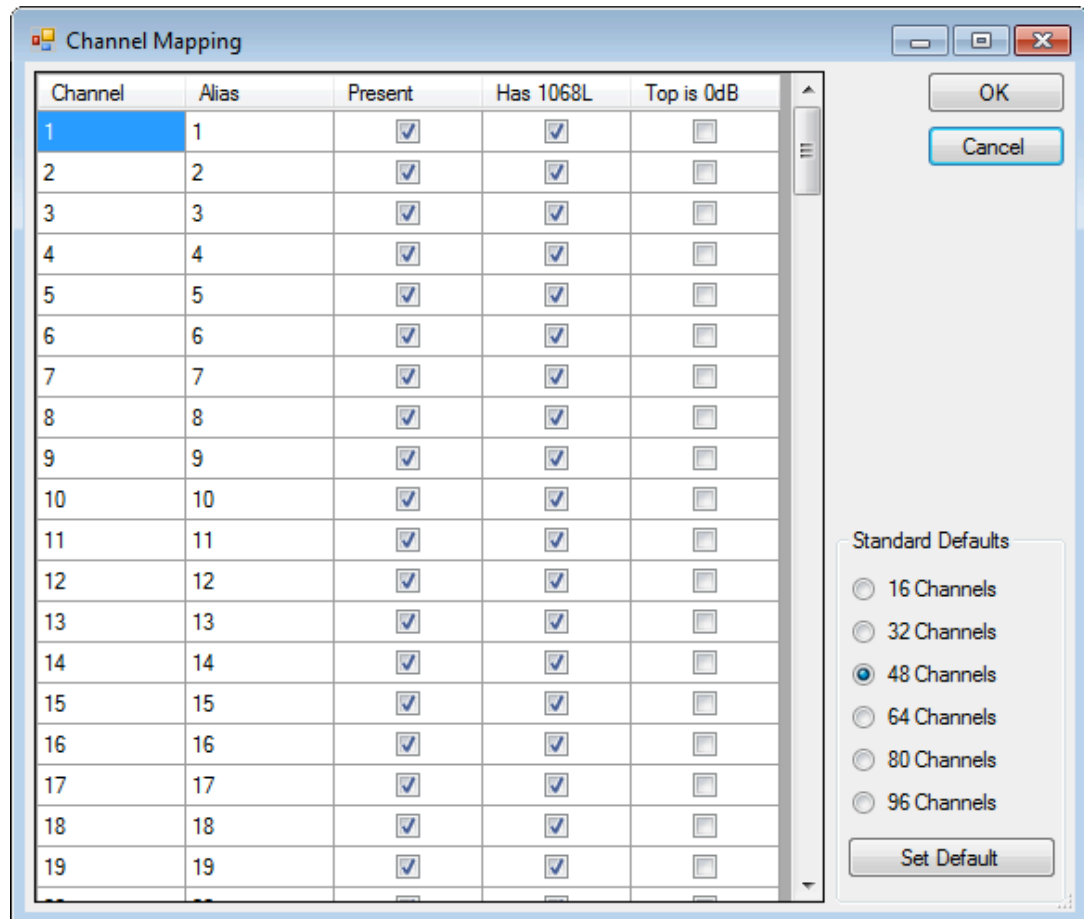 Channel Mapping
Channel Alias Present Has 1068L Top is 0dB
1 1
2 2
3 3
4 4
5 5
6 6
7 7
8 8
9 9
10 10
11 11
12 12
13 13
14 14
15 15
16 16
17 17
18 18
19 19
OK
Cancel
Standard Defaults
16 Channels
32 Channels
48 Channels
64 Channels
80 Channels
96 Channels
Set Default